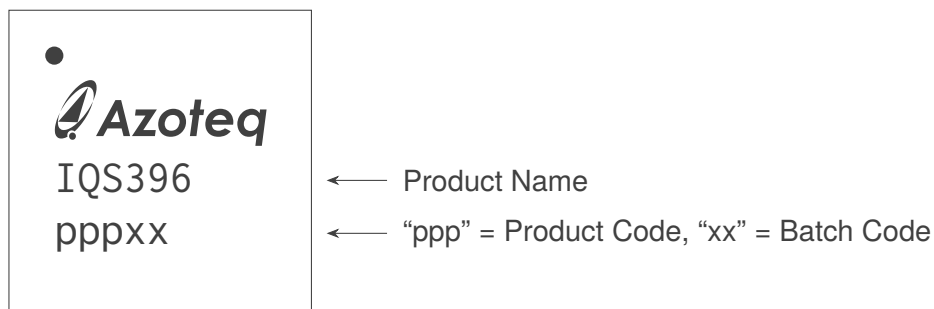 Azoteq
IQS396
Product Name
pppxx
“ppp” = Product Code, “xx” = Batch Code